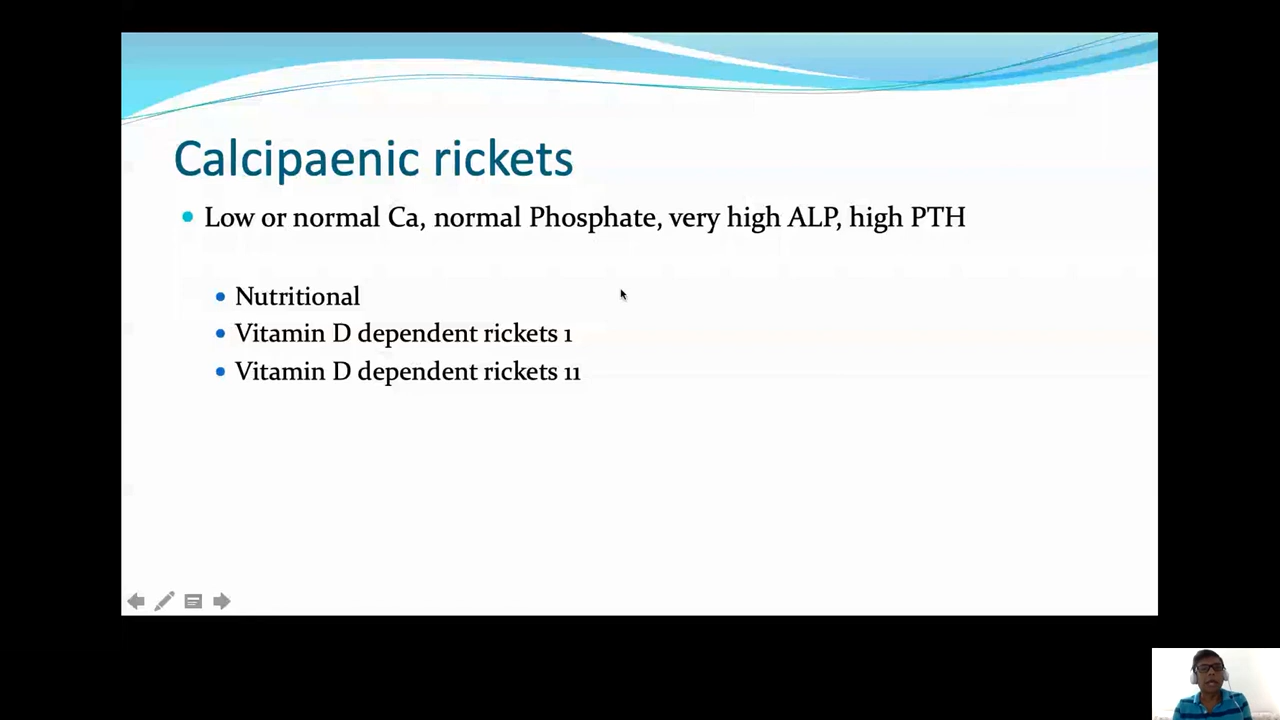 Calcipaenic rickets
Low or normal Ca, normal Phosphate, very high ALP, high PTH
Nutritional
Vitamin D dependent rickets 1
Vitamin D dependent rickets 11